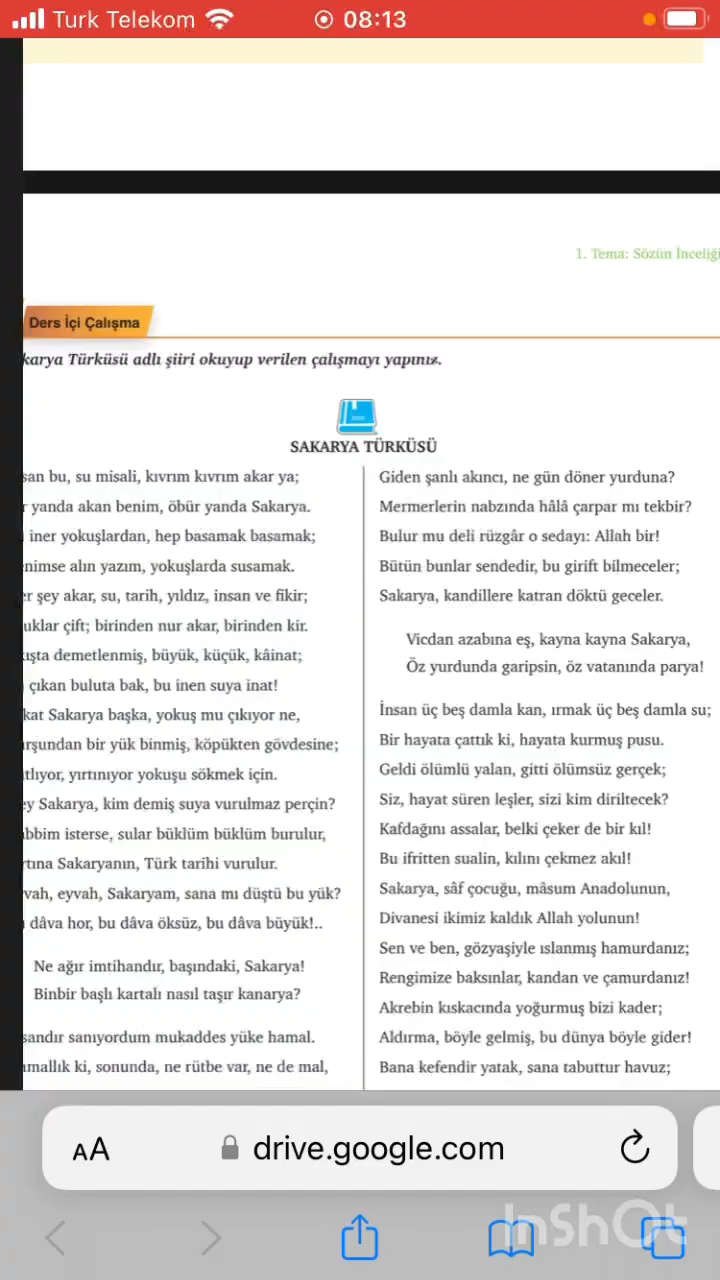 Turk Telekom
08:13
1. Tema: Sözün İnceliği
Ders İçi Çalışma
karya Türküsü adlı şiiri okuyup verilen çalışmayı yapınız.
SAKARYA TÜRKÜSÜ
san bu, su misali, kıvrım kıvrım akar ya;
r yanda akan benim, öbür yanda Sakarya.
iner yokuşlardan, hep basamak basamak;
nimse alın yazım, yokuşlarda susamak.
r şey akar, su, tarih, yıldız, insan ve fikir;
uklar çift; birinden nur akar, birinden kir.
ışta demetlenmiş, büyük, küçük, kâinat;
çıkan buluta bak, bu inen suya inat!
kat Sakarya başka, yokuş mu çıkıyor ne,
rşundan bir yük binmiş, köpükten gövdesine;
tlıyor, yırtınıyor yokuşu sökmek için.
ey Sakarya, kim demiş suya vurulmaz perçin?
bbim isterse, sular büklüm büklüm burulur,
rtına Sakaryanın, Türk tarihi vurulur.
vah, eyvah, Sakaryam, sana mı düştü bu yük?
dâva hor, bu dâva öksüz, bu dâva büyük!..
Ne ağır imtihandır, başındaki, Sakarya!
Binbir başlı kartalı nasıl taşır kanarya?
sandır sanıyordum mukaddes yüke hamal.
mallık ki, sonunda, ne rütbe var, ne de mal,
Giden şanlı akıncı, ne gün döner yurduna?
Mermerlerin nabzında hâlâ çarpar mı tekbir?
Bulur mu deli rüzgâr o sedayı: Allah bir!
Bütün bunlar sendedir, bu girift bilmeceler;
Sakarya, kandillere katran döktü geceler.
Vicdan azabına eş, kayna kayna Sakarya,
Öz yurdunda garipsin, öz vatanında parya!
İnsan üç beş damla kan, ırmak üç beş damla su;
Bir hayata çattık ki, hayata kurmuş pusu.
Geldi ölümlü yalan, gitti ölümsüz gerçek;
Siz, hayat süren leşler, sizi kim diriltecek?
Kafdağını assalar, belki çeker de bir kıl!
Bu ifritten sualin, kılını çekmez akıl!
Sakarya, sâf çocuğu, mâsum Anadolunun,
Divanesi ikimiz kaldık Allah yolunun!
Sen ve ben, gözyaşiyle ıslanmış hamurdanız;
Rengimize baksınlar, kandan ve çamurdanız!
Akrebin kıskacında yoğurmuş bizi kader;
Aldırma, böyle gelmiş, bu dünya böyle gider!
Bana kefendir yatak, sana tabuttur havuz;
AA
drive.google.com
InShOt